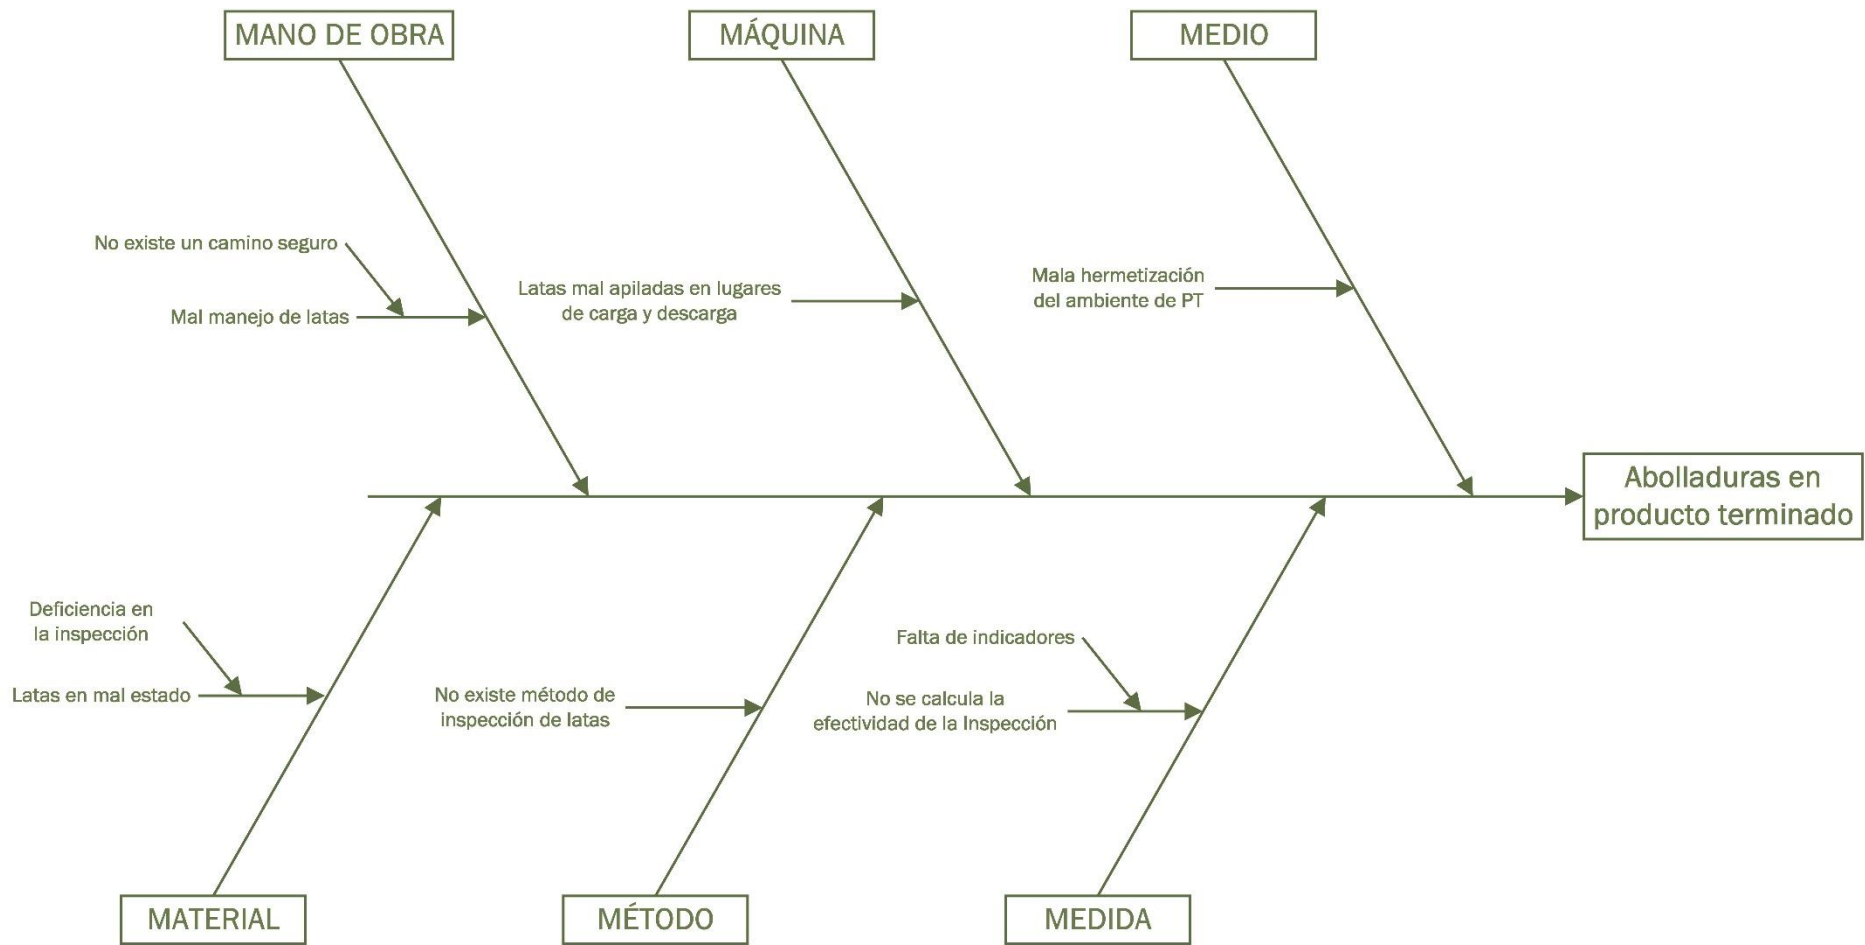 MANO DE OBRA
MÁQUINA
MEDIO
No existe un camino seguro
Mal manejo de latas
Latas mal apiladas en lugares
de carga y descarga
Mala hermetización
del ambiente de PT
Abolladuras en
producto terminado
Deficiencia en
la inspección
Latas en mal estado
No existe método de
inspección de latas
Falta de indicadores
No se calcula la
efectividad de la Inspección
MATERIAL
MÉTODO
MEDIDA